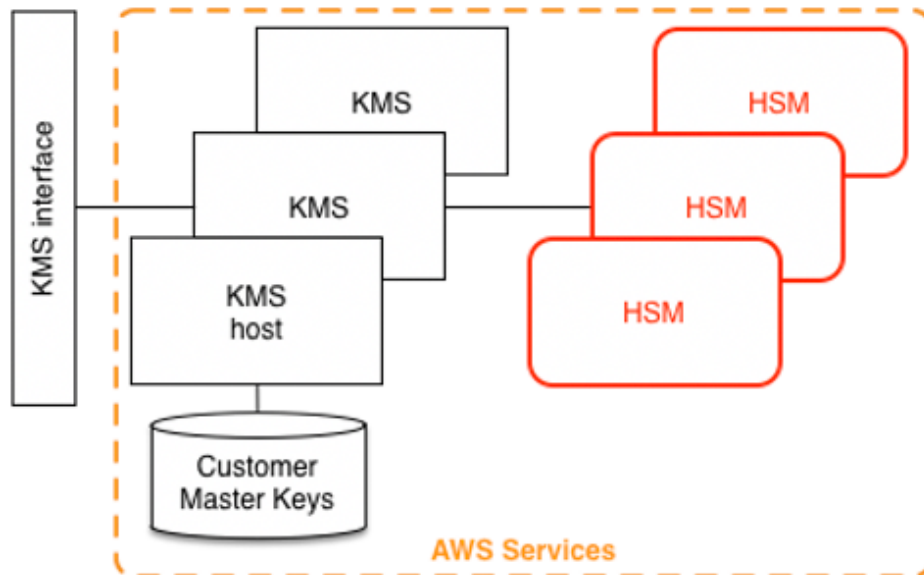 KMS interface
KMS
HSM
KMS
HSM
KMS
host
HSM
Customer
Master Keys
AWS Services